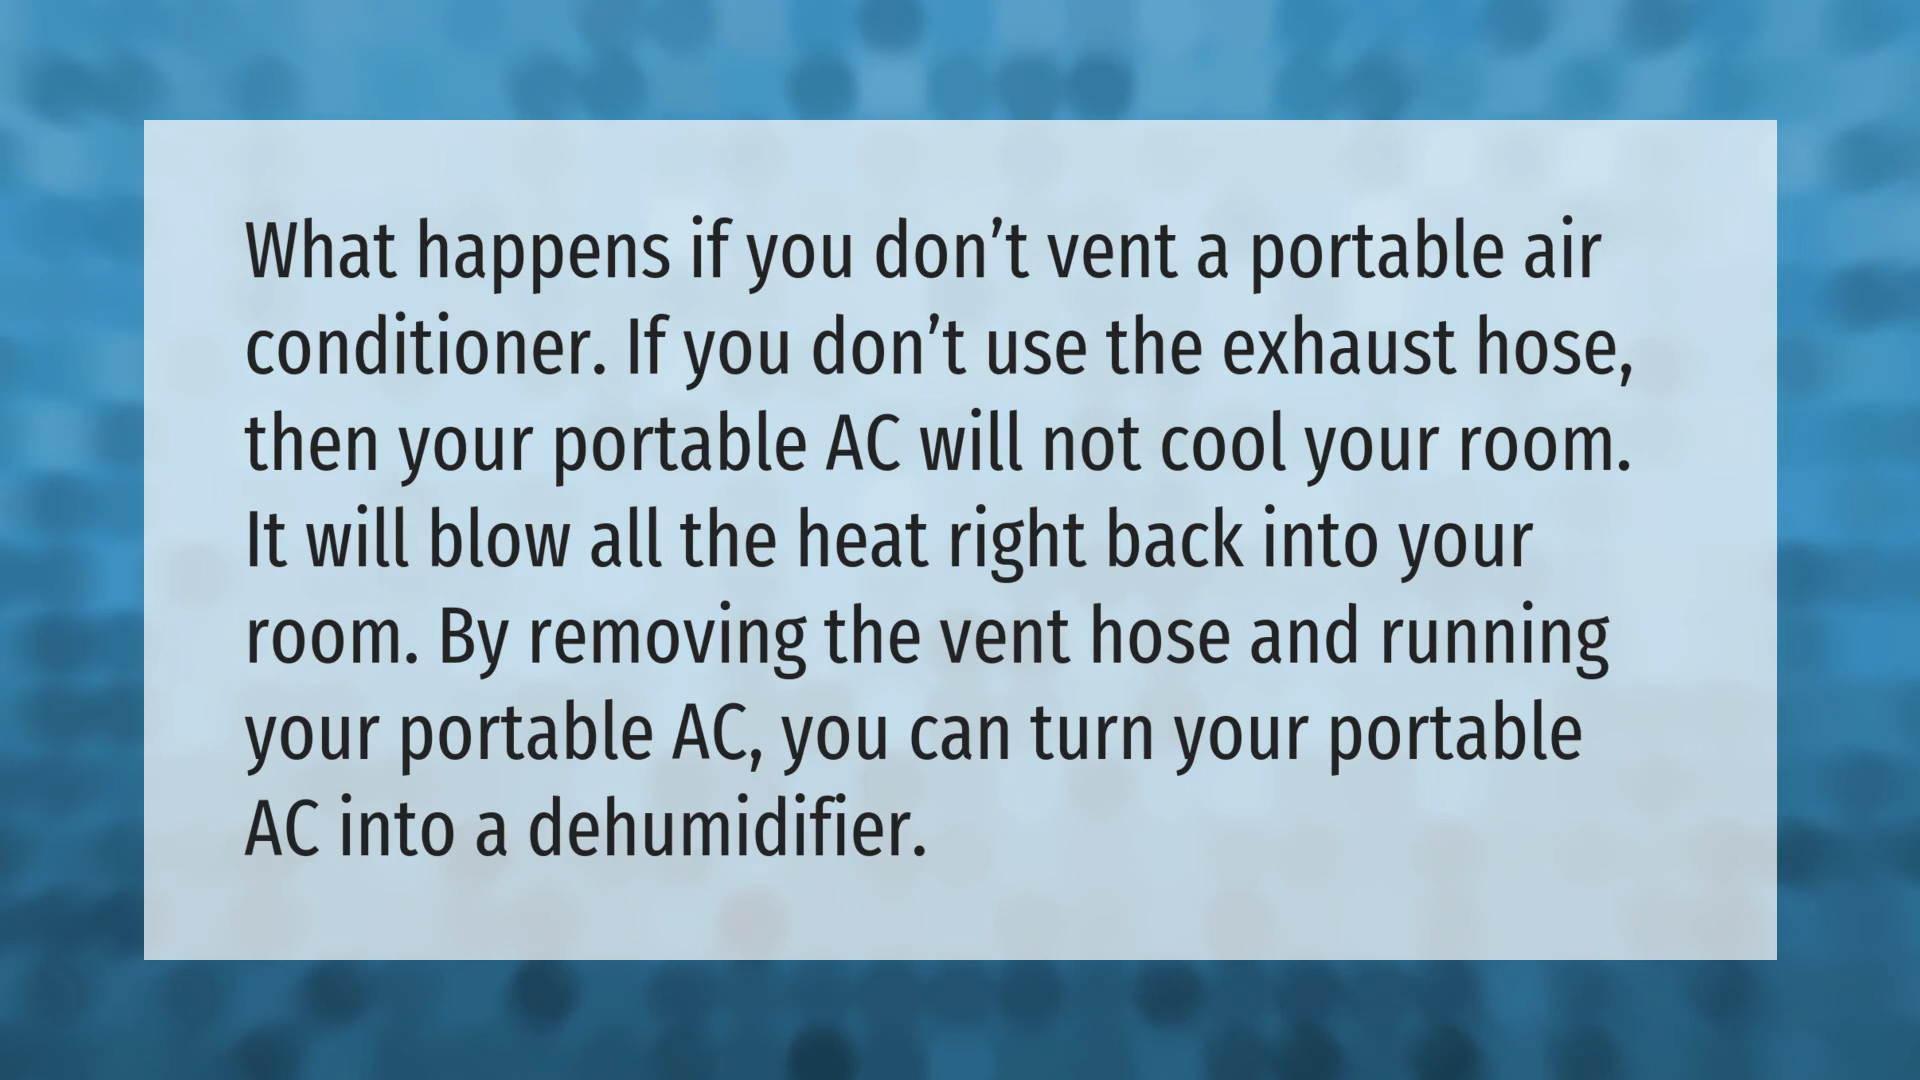 What happens if you don’t vent a portable air
conditioner. If you don’t use the exhaust hose,
then your portable AC will not cool your room.
It will blow all the heat right back into your
room. By removing the vent hose and running
your portable AC, you can turn your portable
AC into a dehumidifier.